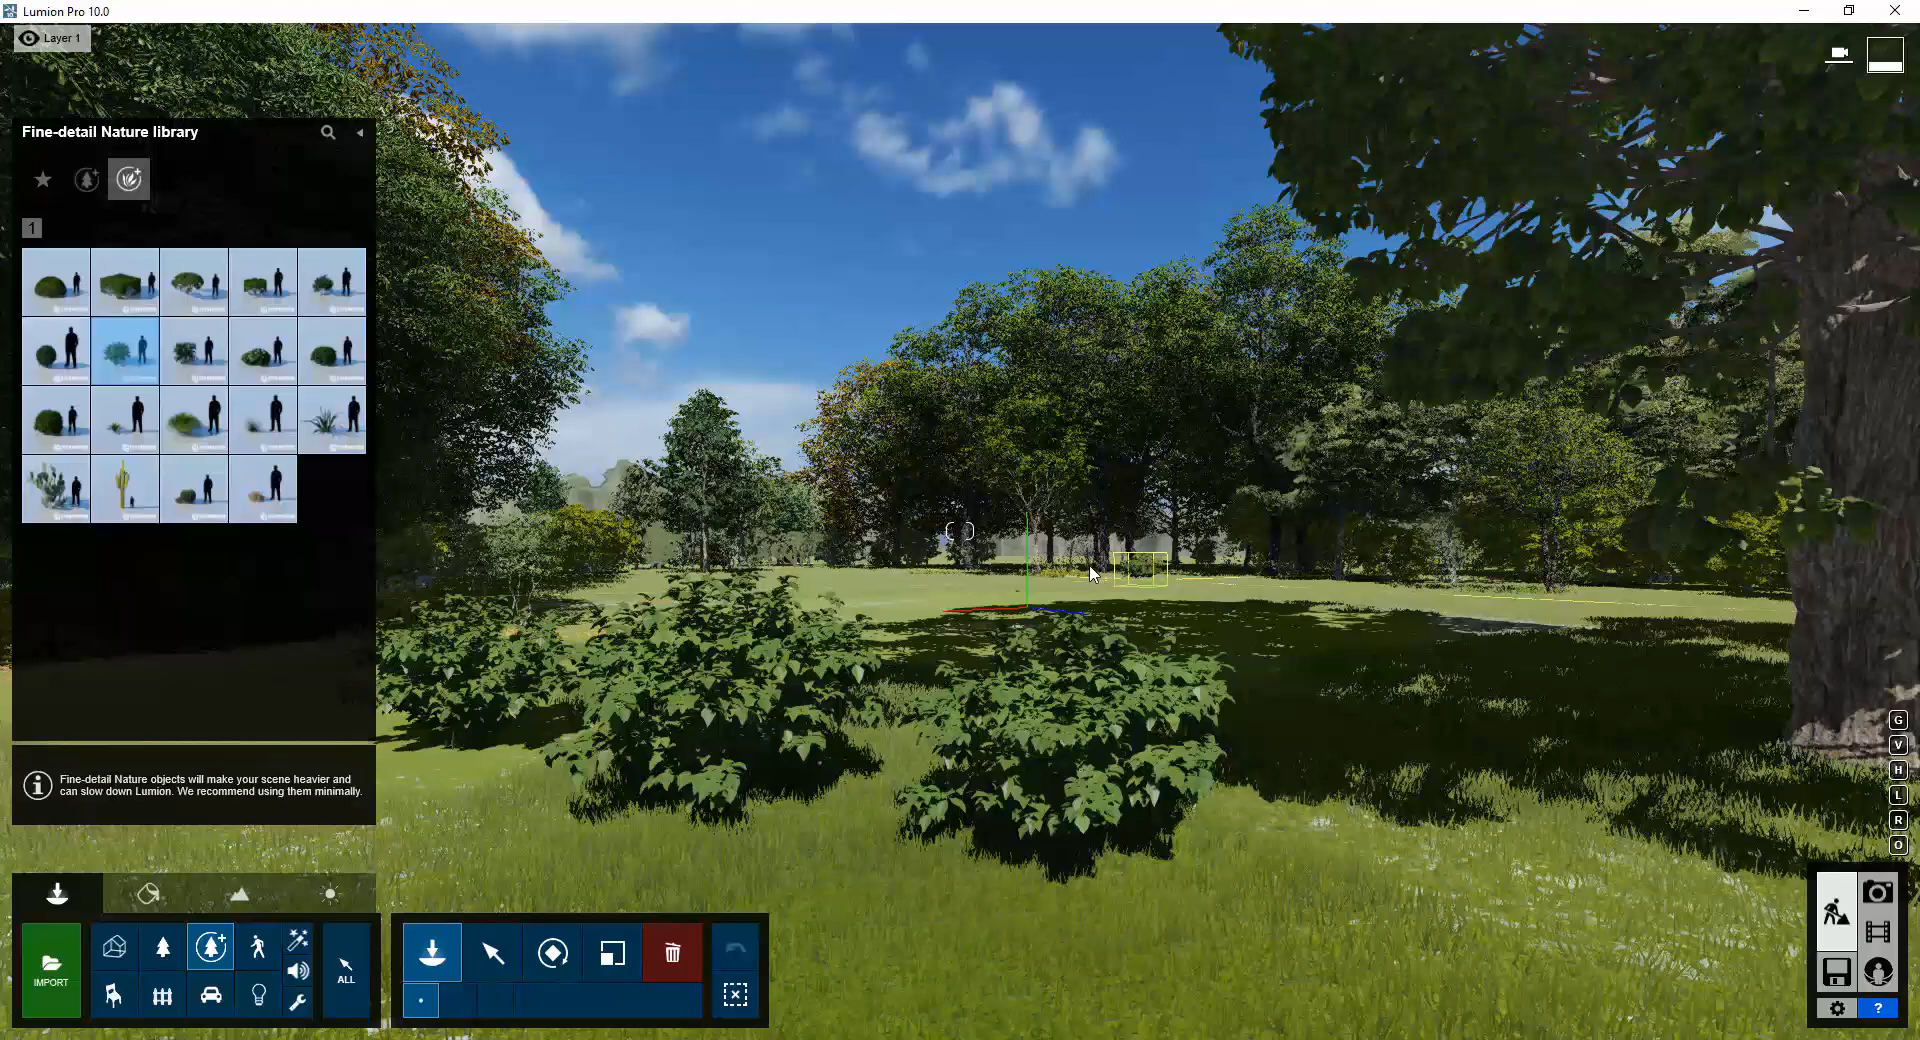 Lumion Pro 10.0
Layer 1
Fine-detail Nature library
1
Fine-detail Nature objects will make your scene heavier and
can slow down Lumion. We recommend using them minimally.
G
V
H
L
R
O
IMPORT
ALL
?